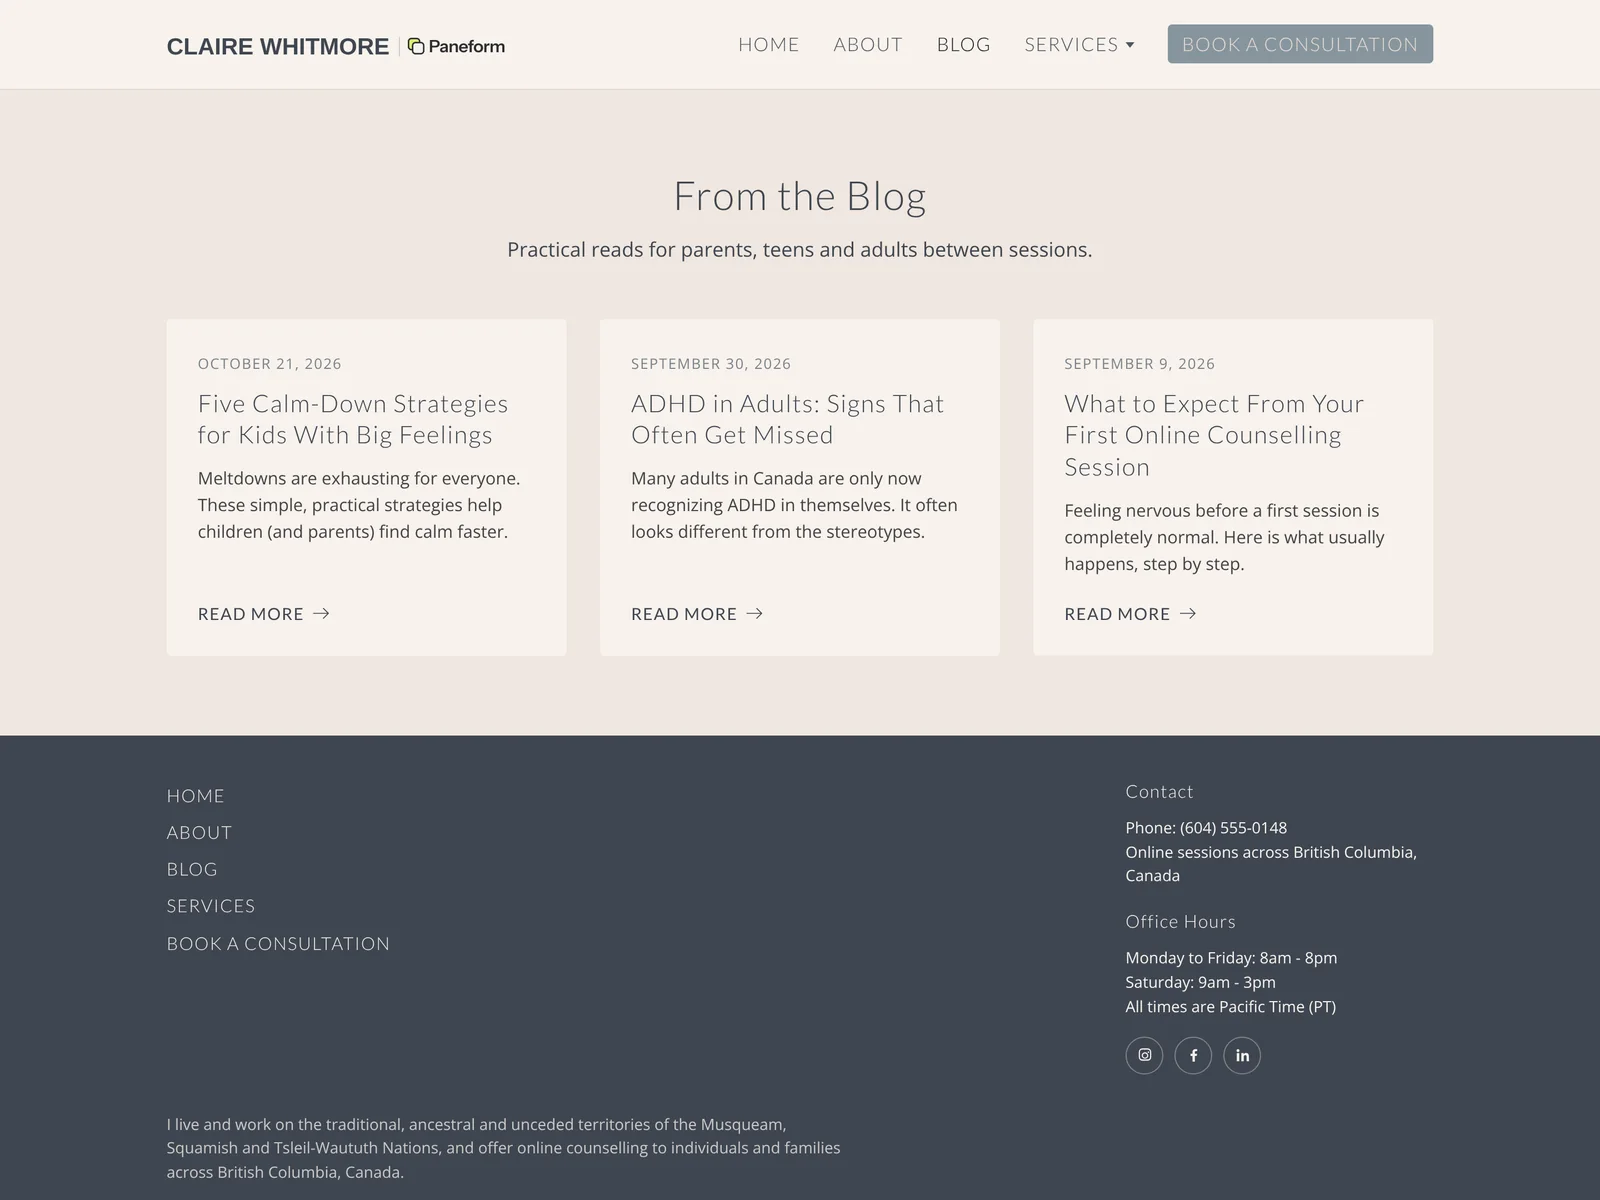 CLAIRE WHITMORE | Paneform
HOME ABOUT BLOG SERVICES BOOK A CONSULTATION
From the Blog
Practical reads for parents, teens and adults between sessions.
OCTOBER 21, 2026
Five Calm-Down Strategies
for Kids With Big Feelings
Meltdowns are exhausting for everyone.
These simple, practical strategies help
children (and parents) find calm faster.
READ MORE →
SEPTEMBER 30, 2026
ADHD in Adults: Signs That
Often Get Missed
Many adults in Canada are only now
recognizing ADHD in themselves. It often
looks different from the stereotypes.
READ MORE →
SEPTEMBER 9, 2026
What to Expect From Your
First Online Counselling
Session
Feeling nervous before a first session is
completely normal. Here is what usually
happens, step by step.
READ MORE →
HOME
ABOUT
BLOG
SERVICES
BOOK A CONSULTATION
Contact
Phone: (604) 555-0148
Online sessions across British Columbia,
Canada
Office Hours
Monday to Friday: 8am - 8pm
Saturday: 9am - 3pm
All times are Pacific Time (PT)
I live and work on the traditional, ancestral and unceded territories of the Musqueam,
Squamish and Tsleil-Waututh Nations, and offer online counselling to individuals and families
across British Columbia, Canada.